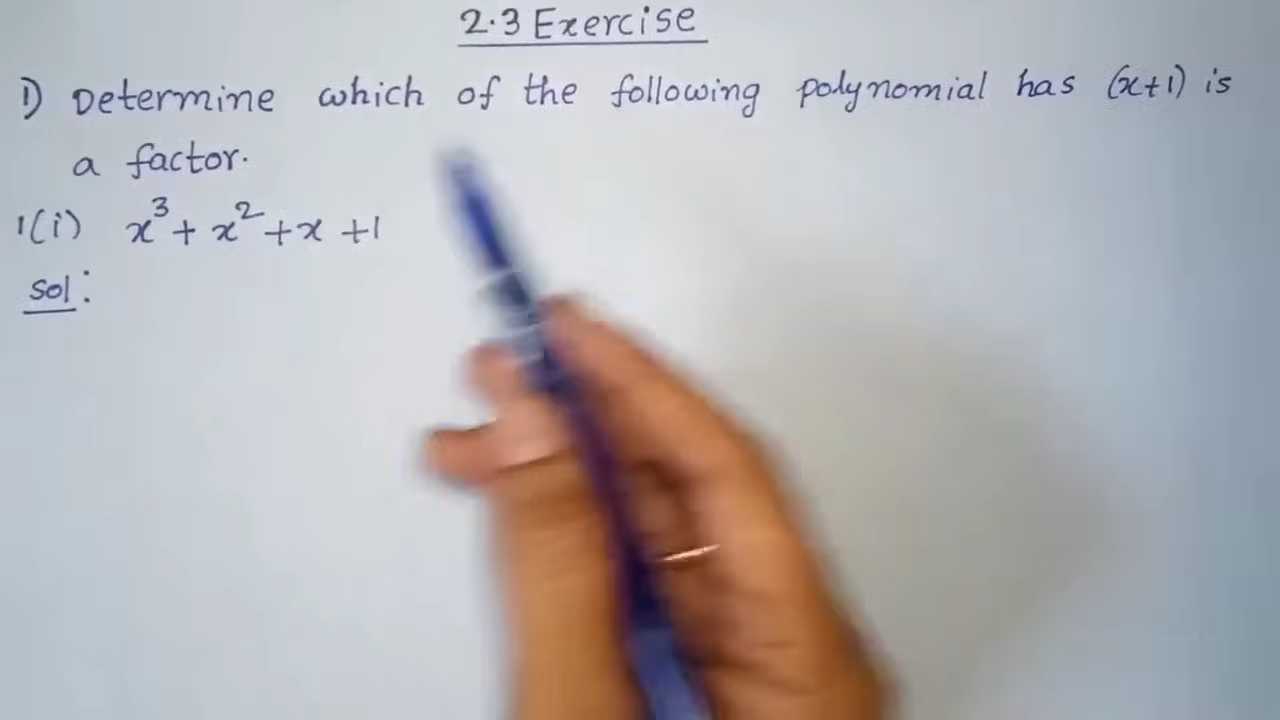 2.3 Exercise
1) Determine which of the following polynomial has (x+1) is
a factor.
1(i) x³ + x² + x + 1
sol: